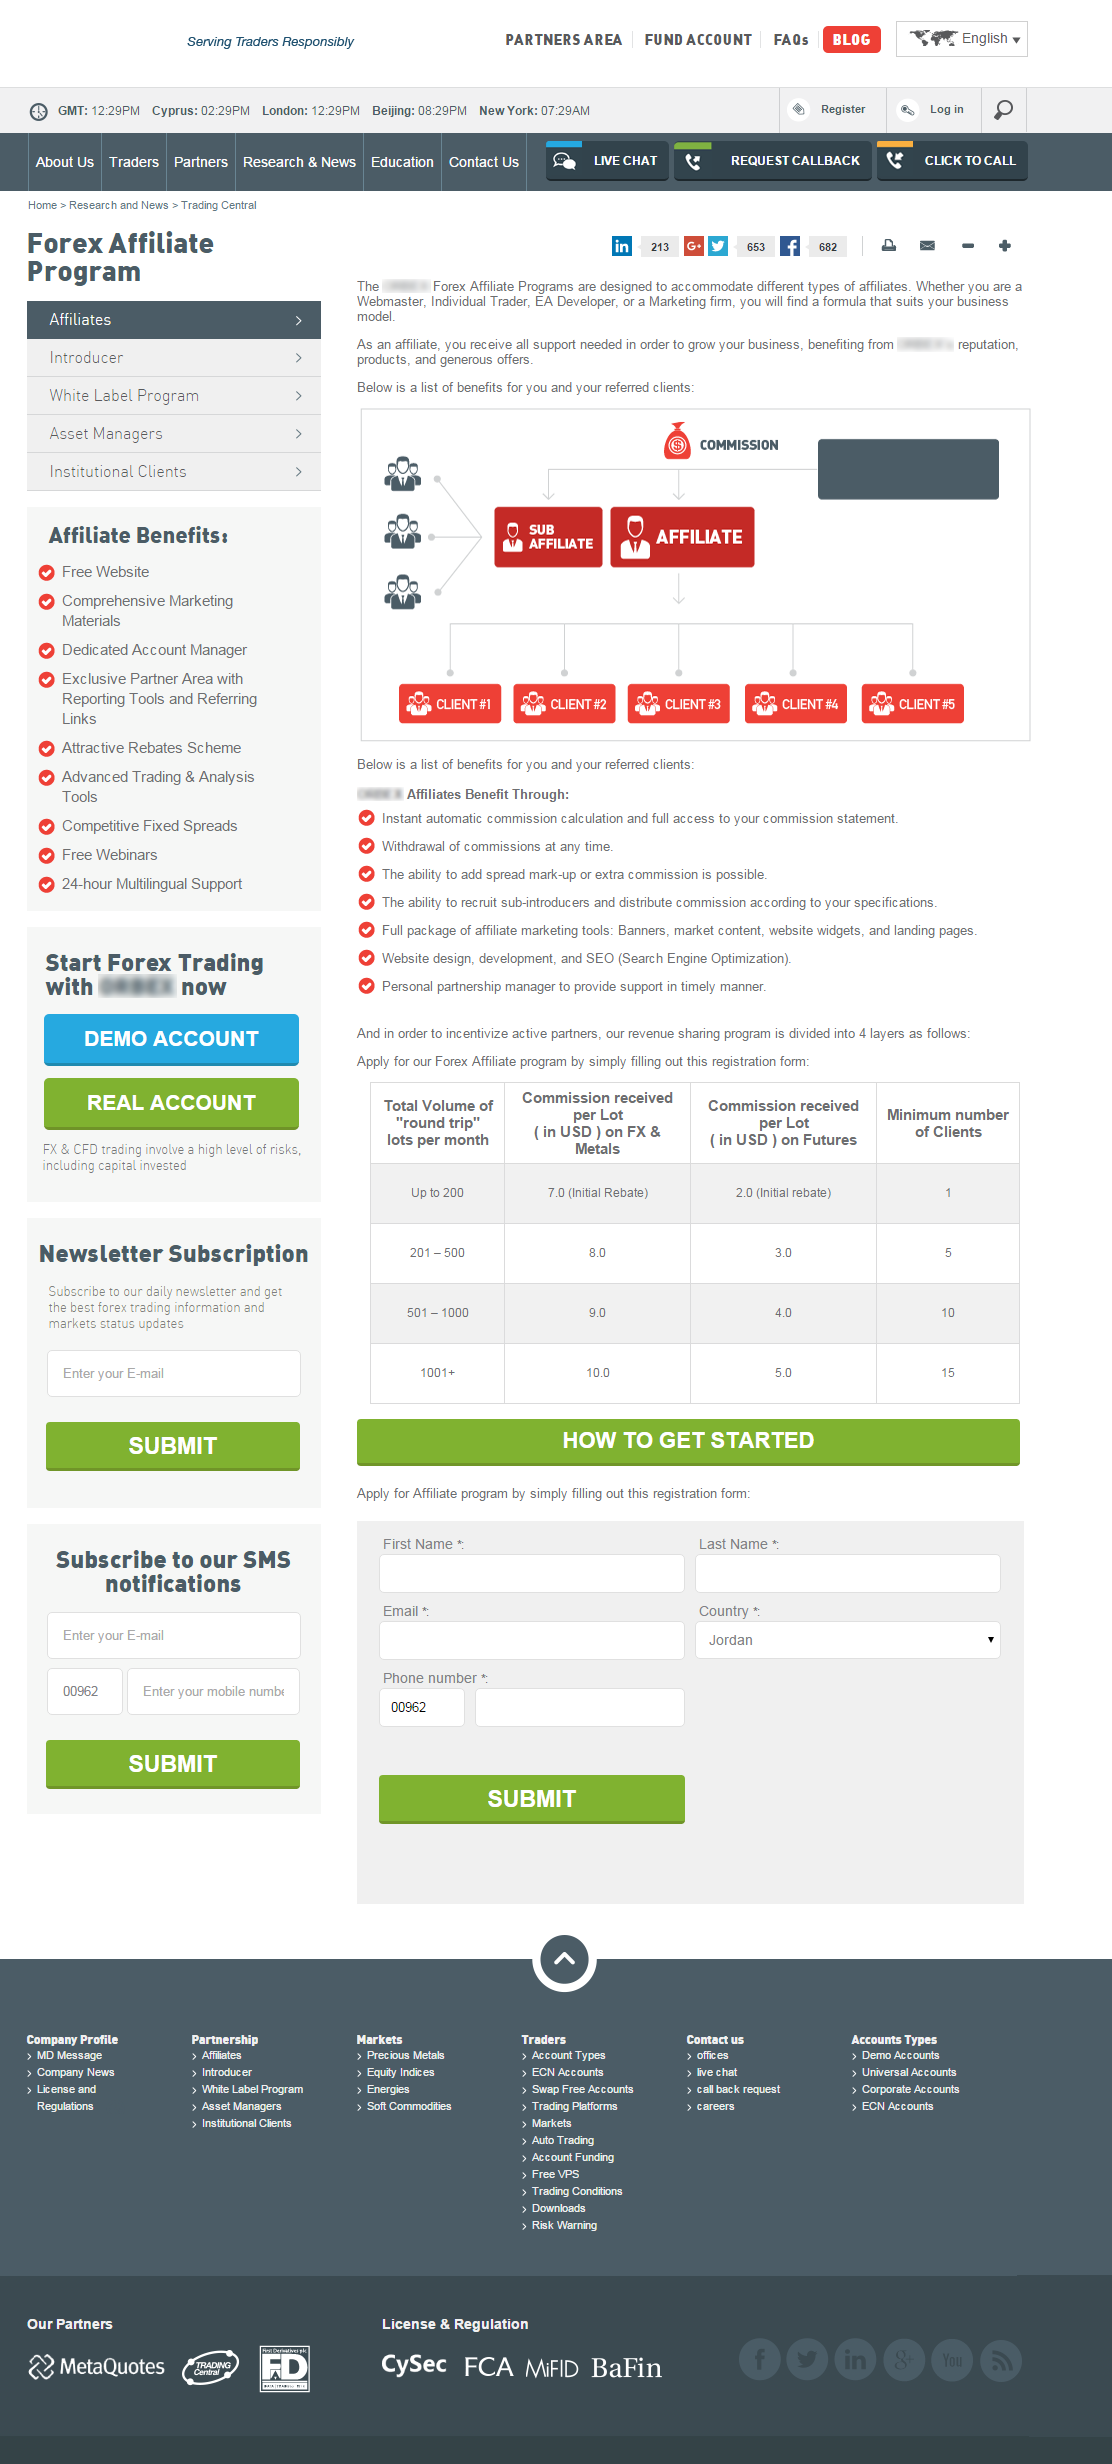 Serving Traders Responsibly
PARTNERS AREA
FUND ACCOUNT
FAQs
BLOG
English
GMT: 12:29PM Cyprus: 02:29PM London: 12:29PM Beijing: 08:29PM New York: 07:29AM
Register
Log in
About Us
Traders
Partners
Research & News
Education
Contact Us
LIVE CHAT
REQUEST CALLBACK
CLICK TO CALL
Home > Research and News > Trading Central
Forex Affiliate
Program
Affiliates
Introducer
White Label Program
Asset Managers
Institutional Clients
Affiliate Benefits:
Free Website
Comprehensive Marketing
Materials
Dedicated Account Manager
Exclusive Partner Area with
Reporting Tools and Referring
Links
Attractive Rebates Scheme
Advanced Trading & Analysis
Tools
Competitive Fixed Spreads
Free Webinars
24-hour Multilingual Support
Start Forex Trading
with ORBEX now
DEMO ACCOUNT
REAL ACCOUNT
FX & CFD trading involve a high level of risks,
including capital invested
Newsletter Subscription
Subscribe to our daily newsletter and get
the best forex trading information and
markets status updates
Enter your E-mail
SUBMIT
Subscribe to our SMS
notifications
Enter your E-mail
00962
Enter your mobile numbe
SUBMIT
in 213
G+
653
f 682
The Forex Affiliate Programs are designed to accommodate different types of affiliates. Whether you are a
Webmaster, Individual Trader, EA Developer, or a Marketing firm, you will find a formula that suits your business
model.
As an affiliate, you receive all support needed in order to grow your business, benefiting from reputation,
products, and generous offers.
Below is a list of benefits for you and your referred clients:
COMMISSION
SUB
AFFILIATE
AFFILIATE
CLIENT #1
CLIENT #2
CLIENT #3
CLIENT #4
CLIENT #5
Below is a list of benefits for you and your referred clients:
Affiliates Benefit Through:
Instant automatic commission calculation and full access to your commission statement.
Withdrawal of commissions at any time.
The ability to add spread mark-up or extra commission is possible.
The ability to recruit sub-introducers and distribute commission according to your specifications.
Full package of affiliate marketing tools: Banners, market content, website widgets, and landing pages.
Website design, development, and SEO (Search Engine Optimization).
Personal partnership manager to provide support in timely manner.
And in order to incentivize active partners, our revenue sharing program is divided into 4 layers as follows:
Apply for our Forex Affiliate program by simply filling out this registration form:
Total Volume of
"round trip"
lots per month
Commission received
per Lot
( in USD ) on FX &
Metals
Commission received
per Lot
( in USD ) on Futures
Minimum number
of Clients
Up to 200
7.0 (Initial Rebate)
2.0 (Initial rebate)
1
201 – 500
8.0
3.0
5
501 – 1000
9.0
4.0
10
1001+
10.0
5.0
15
HOW TO GET STARTED
Apply for Affiliate program by simply filling out this registration form:
First Name *:
Last Name *:
Email *:
Country *:
Jordan
Phone number *:
00962
SUBMIT
Company Profile
MD Message
Company News
License and
Regulations
Partnership
Affiliates
Introducer
White Label Program
Asset Managers
Institutional Clients
Markets
Precious Metals
Equity Indices
Energies
Soft Commodities
Traders
Account Types
ECN Accounts
Swap Free Accounts
Trading Platforms
Markets
Auto Trading
Account Funding
Free VPS
Trading Conditions
Downloads
Risk Warning
Contact us
offices
live chat
call back request
careers
Accounts Types
Demo Accounts
Universal Accounts
Corporate Accounts
ECN Accounts
Our Partners
MetaQuotes
TRADING
Central
First Derivatives plc
FD
License & Regulation
CySec
FCA
MiFID
BaFin
f
in
g+
You